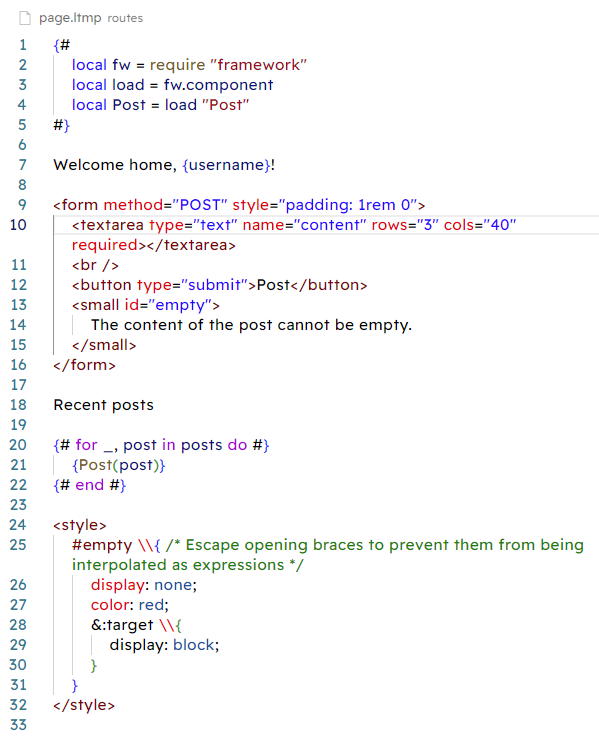 page.ltmp routes
1 {#
2 local fw = require "framework"
3 local load = fw.component
4 local Post = load "Post"
5 #}
6
7 Welcome home, {username}!
8
9 <form method="POST" style="padding: 1rem 0">
10 <textarea type="text" name="content" rows="3" cols="40"
required></textarea>
11 <br />
12 <button type="submit">Post</button>
13 <small id="empty">
14 The content of the post cannot be empty.
15 </small>
16 </form>
17
18 Recent posts
19
20 {# for _, post in posts do #}
21 {Post(post)}
22 {# end #}
23
24 <style>
25 #empty \\{ /* Escape opening braces to prevent them from being
interpolated as expressions */
26 display: none;
27 color: red;
28 &:target \\{
29 display: block;
30 }
31 }
32 </style>
33